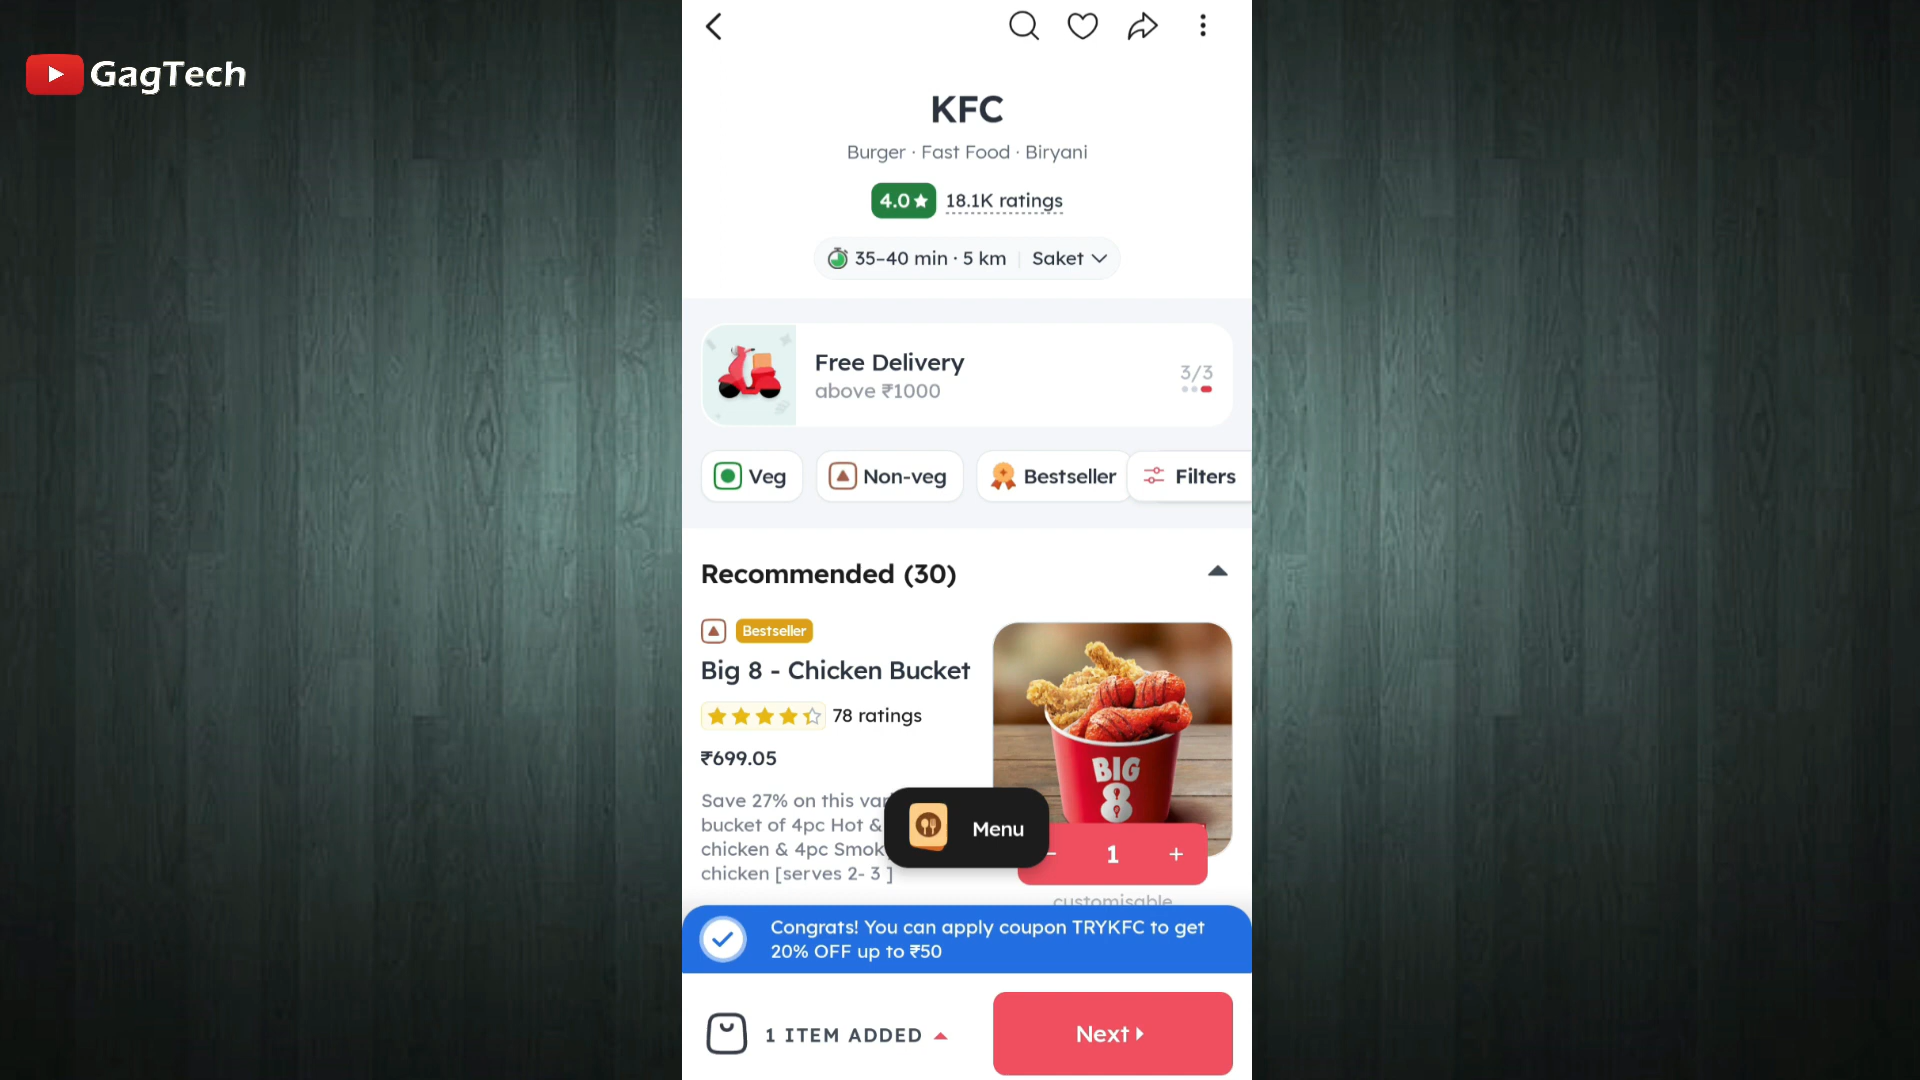 GagTech
KFC
Burger · Fast Food · Biryani
4.0★ 18.1K ratings
35–40 min · 5 km | Saket
Free Delivery
above ₹1000
3/3
Veg
Non-veg
Bestseller
Filters
Recommended (30)
Bestseller
Big 8 - Chicken Bucket
78 ratings
₹699.05
Save 27% on this
bucket of 4pc Hot &
chicken & 4pc
chicken [serves 2- 3 ]
BIG
8
Menu
- 1 +
customisable
Congrats! You can apply coupon TRYKFC to get
20% OFF up to ₹50
1 ITEM ADDED
Next